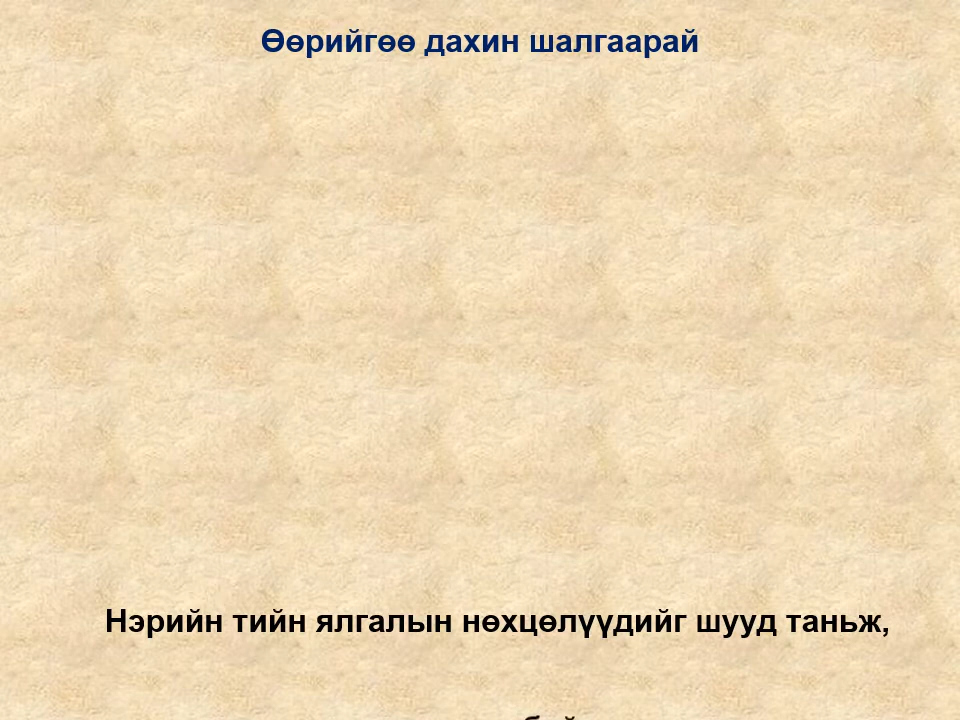 Өөрийгөө дахин шалгаарай
Нэрийн тийн ялгалын нөхцөлүүдийг шууд таньж,